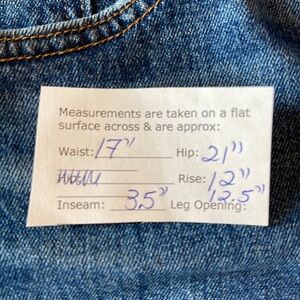 Measurements are taken on a flat
surface across & are approx:
Waist: 17" Hip: 21"
Rise: 12"
Inseam: 3.5" Leg Opening: 12.5"